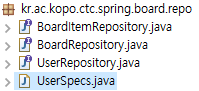 kr.ac.kopo.ctc.spring.board.repo
BoardItemRepository.java
BoardRepository.java
UserRepository.java
UserSpecs.java